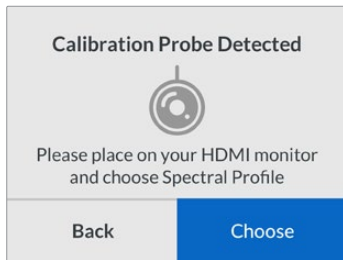 Calibration Probe Detected
Please place on your HDMI monitor
and choose Spectral Profile
Back
Choose